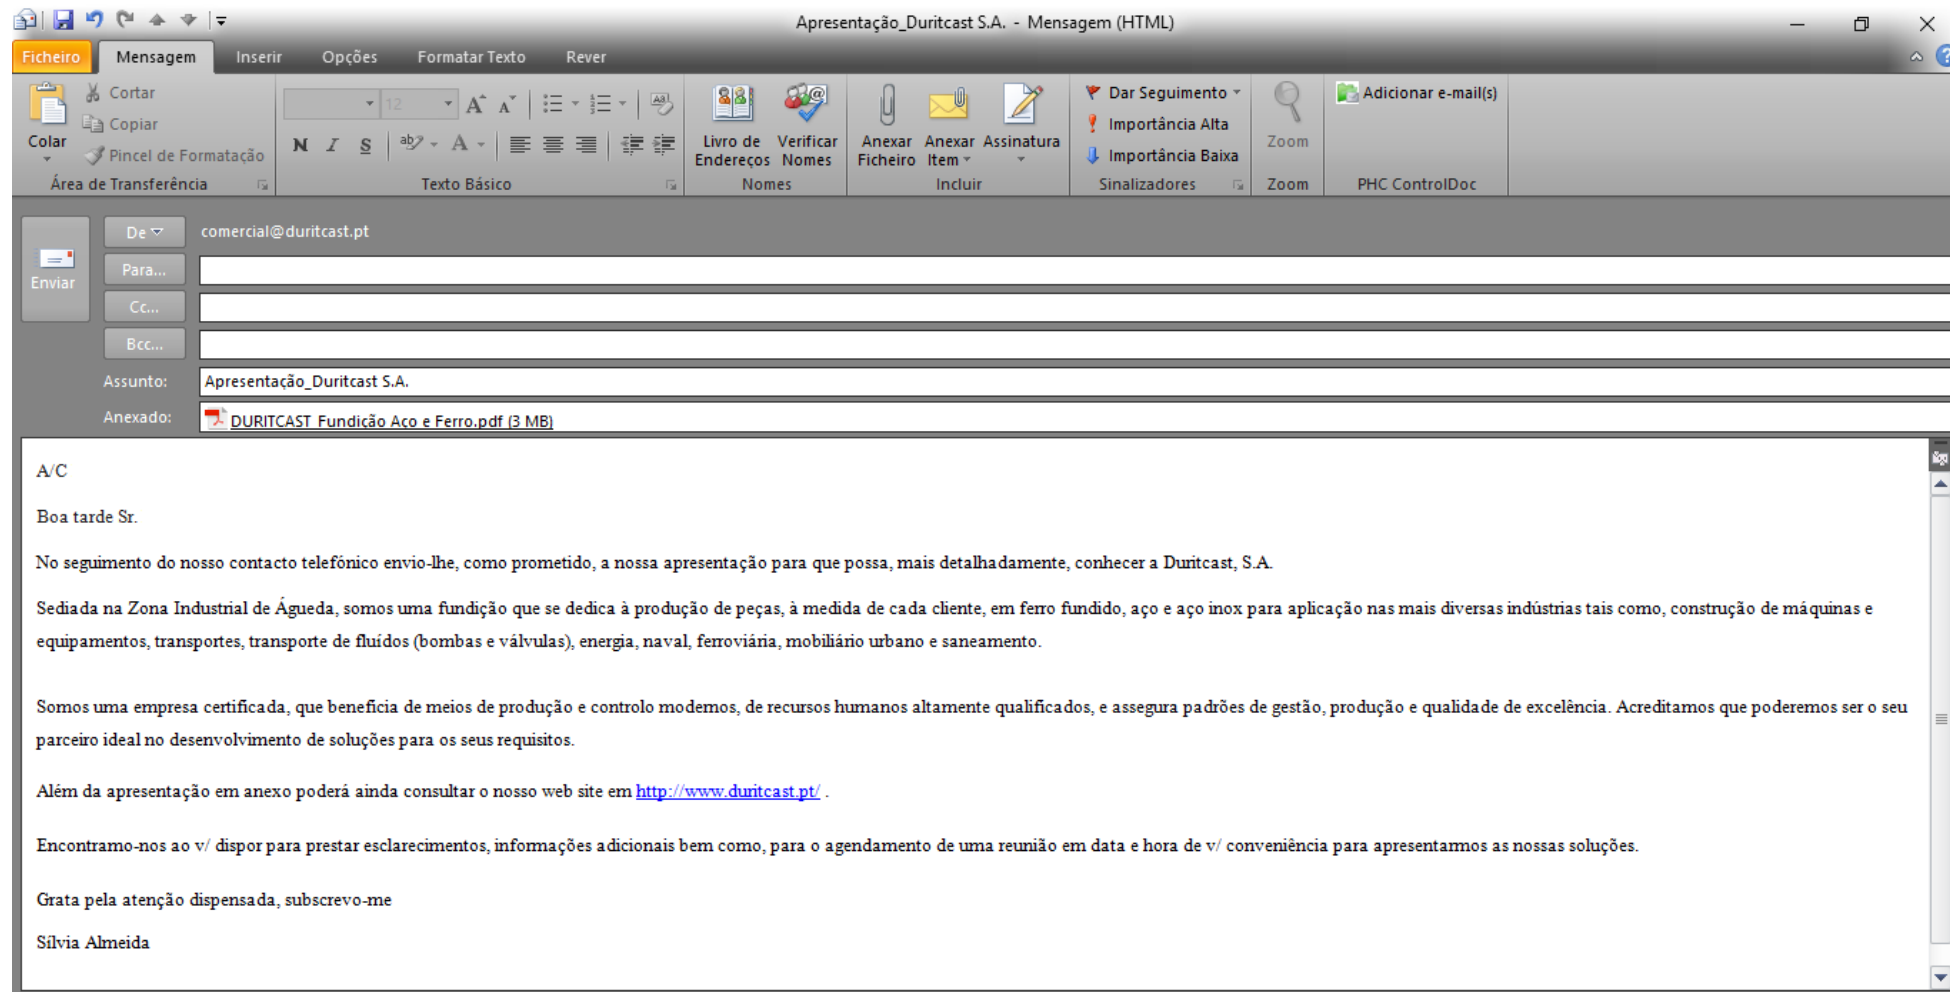 Apresentação_Duritcast S.A. - Mensagem (HTML)
Ficheiro Mensagem Inserir Opções Formatar Texto Rever
Colar
Cortar
Copiar
Pincel de Formatação
Área de Transferência
12
N I S
Texto Básico
Livro de Endereços
Verificar Nomes
Nomes
Anexar Ficheiro
Anexar Item
Assinatura
Incluir
Dar Seguimento
Importância Alta
Importância Baixa
Sinalizadores
Zoom
Zoom
Adicionar e-mail(s)
PHC ControlDoc
Enviar
De comercial@duritcast.pt
Para...
Cc...
Bcc...
Assunto: Apresentação_Duritcast S.A.
Anexado: DURITCAST_Fundição Aço e Ferro.pdf (3 MB)
A/C
Boa tarde Sr.
No seguimento do nosso contacto telefónico envio-lhe, como prometido, a nossa apresentação para que possa, mais detalhadamente, conhecer a Duritcast, S.A.
Sediada na Zona Industrial de Águeda, somos uma fundição que se dedica à produção de peças, à medida de cada cliente, em ferro fundido, aço e aço inox para aplicação nas mais diversas indústrias tais como, construção de máquinas e
equipamentos, transportes, transporte de fluídos (bombas e válvulas), energia, naval, ferroviária, mobiliário urbano e saneamento.
Somos uma empresa certificada, que beneficia de meios de produção e controlo modernos, de recursos humanos altamente qualificados, e assegura padrões de gestão, produção e qualidade de excelência. Acreditamos que poderemos ser o seu
parceiro ideal no desenvolvimento de soluções para os seus requisitos.
Além da apresentação em anexo poderá ainda consultar o nosso web site em http://www.duritcast.pt/ .
Encontramo-nos ao v/ dispor para prestar esclarecimentos, informações adicionais bem como, para o agendamento de uma reunião em data e hora de v/ conveniência para apresentarmos as nossas soluções.
Grata pela atenção dispensada, subscrevo-me
Sílvia Almeida